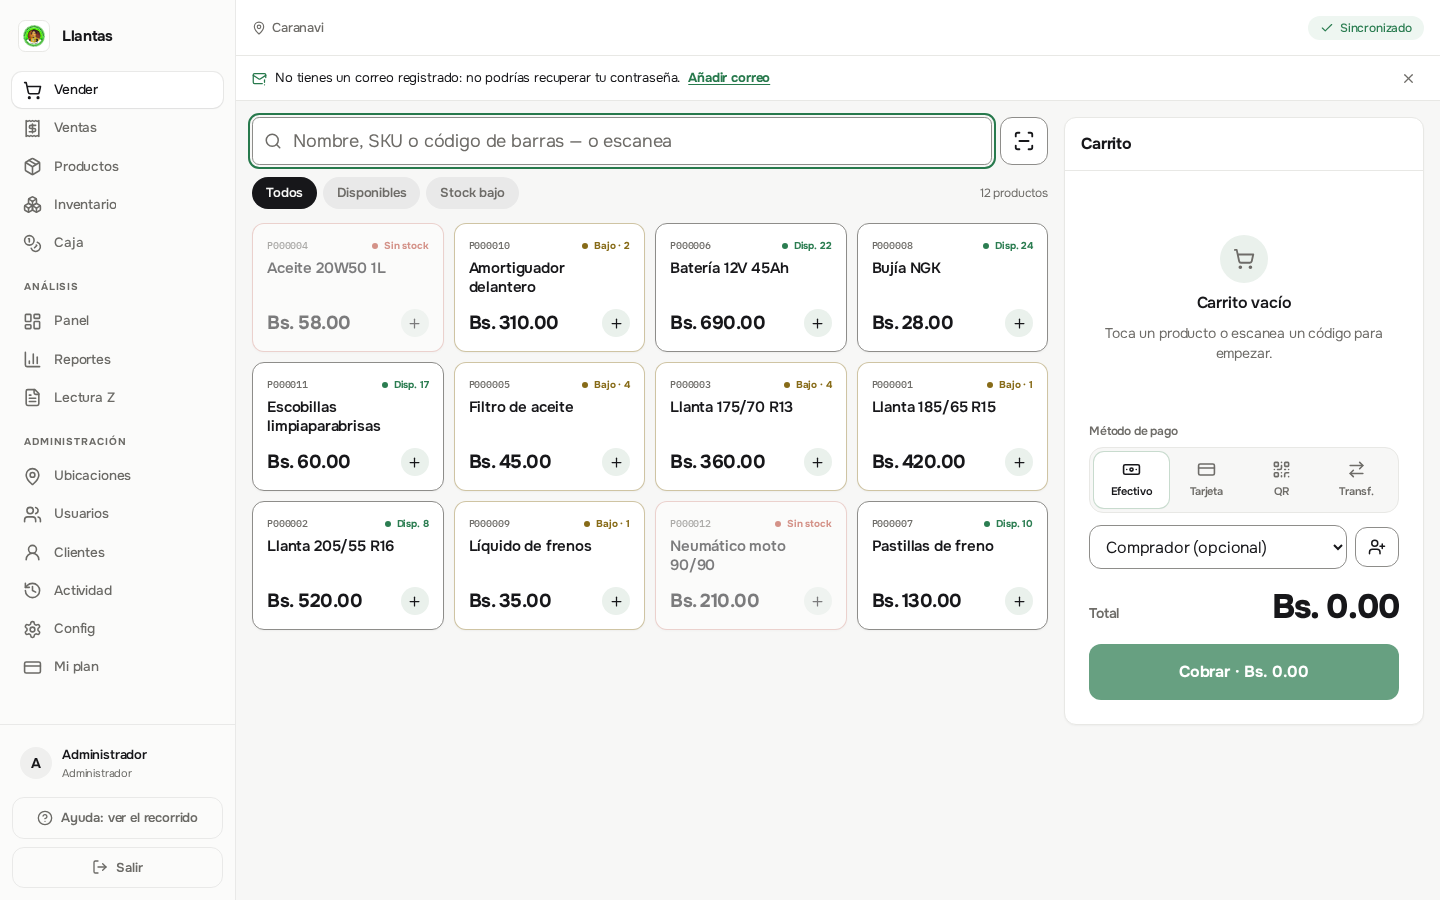 Llantas
Vender
Ventas
Productos
Inventario
Caja
ANÁLISIS
Panel
Reportes
Lectura Z
ADMINISTRACIÓN
Ubicaciones
Usuarios
Clientes
Actividad
Config
Mi plan
A
Administrador
Administrador
Ayuda: ver el recorrido
Salir
Caranavi
Sincronizado
No tienes un correo registrado: no podrías recuperar tu contraseña. Añadir correo
Nombre, SKU o código de barras — o escanea
Todos
Disponibles
Stock bajo
12 productos
P000004
Sin stock
Aceite 20W50 1L
Bs. 58.00
P000010
Bajo · 2
Amortiguador
delantero
Bs. 310.00
P000006
Disp. 22
Batería 12V 45Ah
Bs. 690.00
P000008
Disp. 24
Bujía NGK
Bs. 28.00
P000011
Disp. 17
Escobillas
limpiaparabrisas
Bs. 60.00
P000005
Bajo · 4
Filtro de aceite
Bs. 45.00
P000003
Bajo · 4
Llanta 175/70 R13
Bs. 360.00
P000001
Bajo · 1
Llanta 185/65 R15
Bs. 420.00
P000002
Disp. 8
Llanta 205/55 R16
Bs. 520.00
P000009
Bajo · 1
Líquido de frenos
Bs. 35.00
P000012
Sin stock
Neumático moto
90/90
Bs. 210.00
P000007
Disp. 10
Pastillas de freno
Bs. 130.00
Carrito
Carrito vacío
Toca un producto o escanea un código para
empezar.
Método de pago
Efectivo
Tarjeta
QR
Transf.
Comprador (opcional)
Total
Bs. 0.00
Cobrar · Bs. 0.00